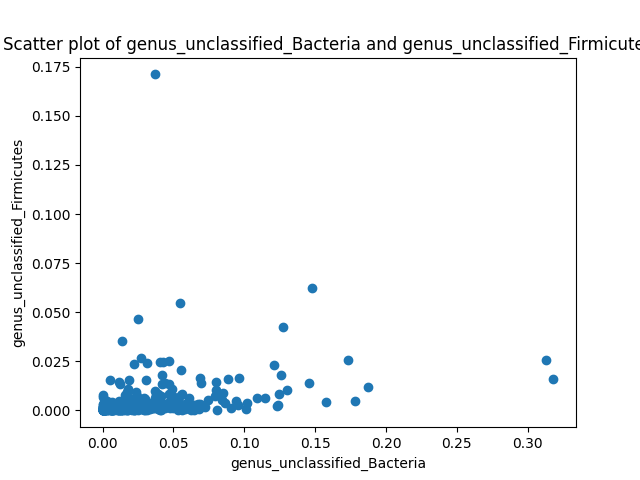 Scatter plot of genus_unclassified_Bacteria and genus_unclassified_Firmicute
0.175
0.150
0.125
0.100
0.075
0.050
0.025
0.000
genus_unclassified_Firmicutes
0.00 0.05 0.10 0.15 0.20 0.25 0.30
genus_unclassified_Bacteria